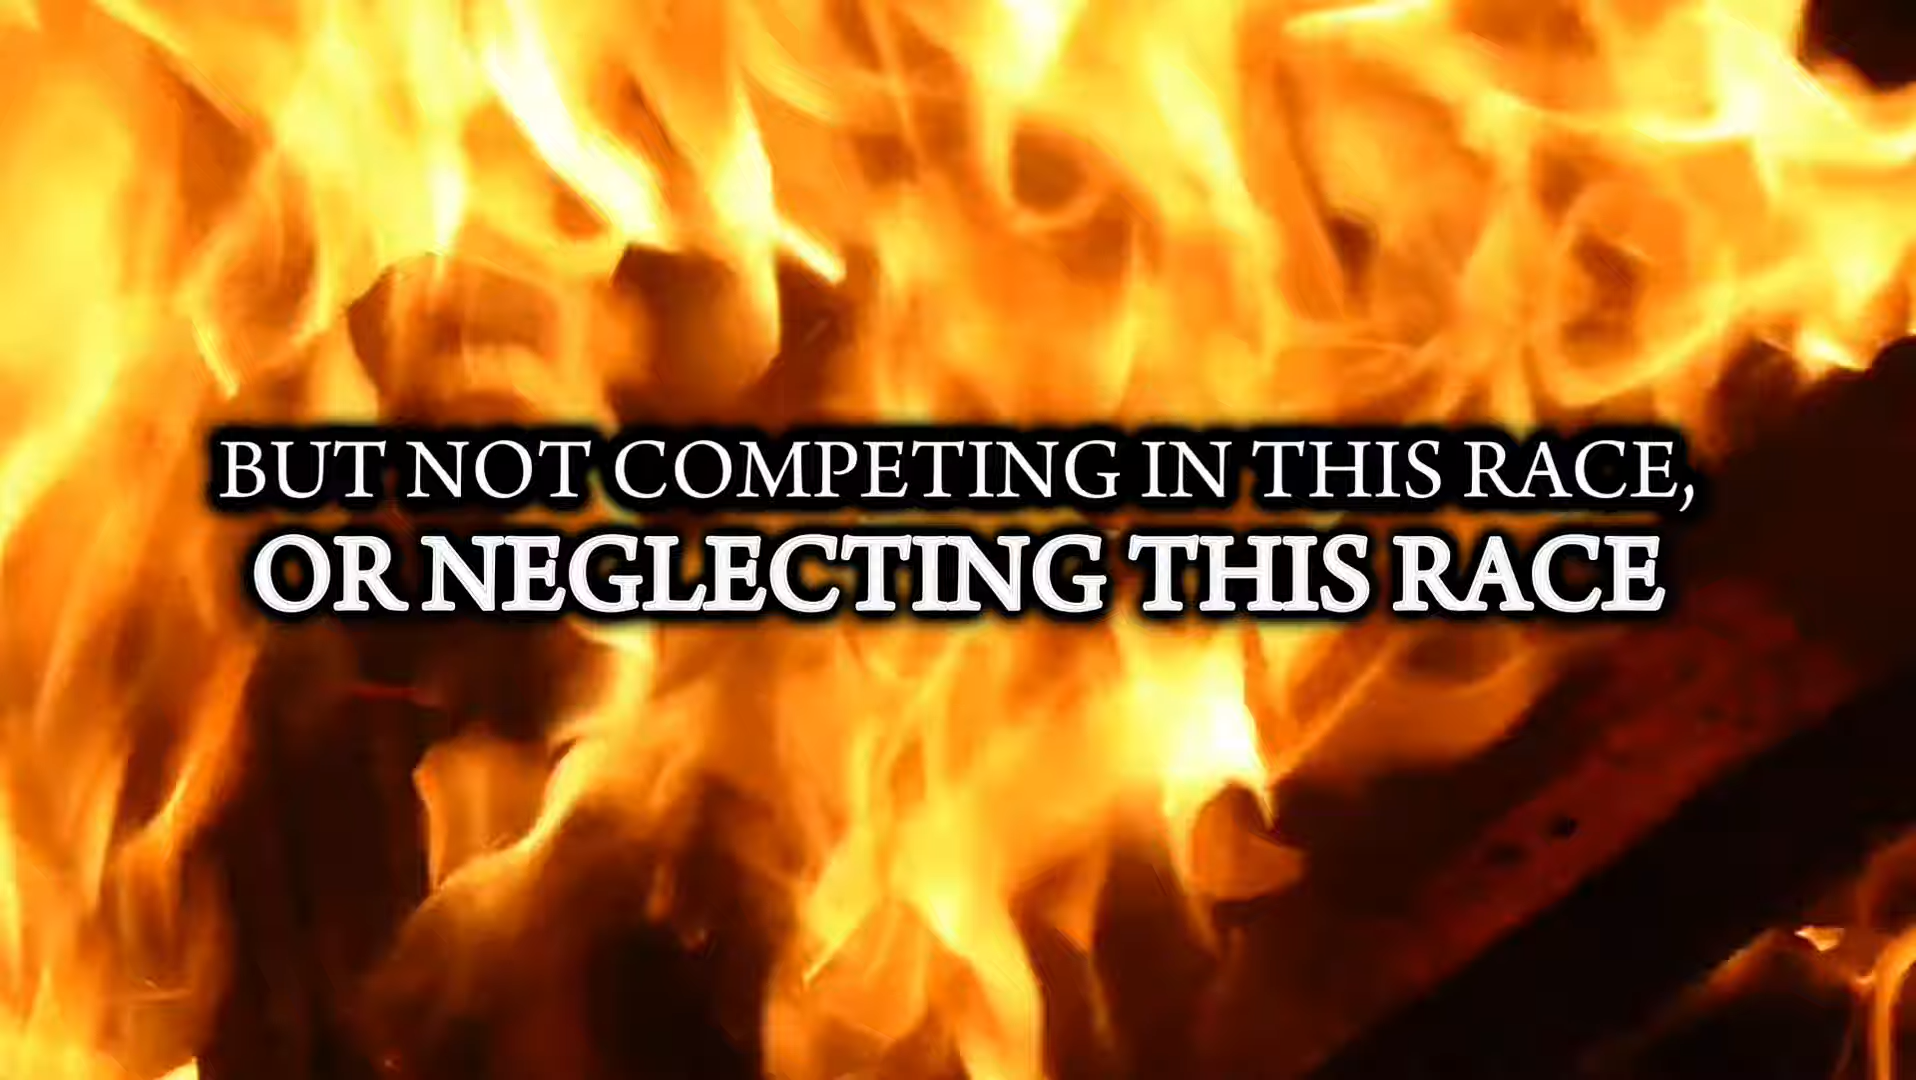 BUT NOT COMPETING IN THIS RACE,
OR NEGLECTING THIS RACE